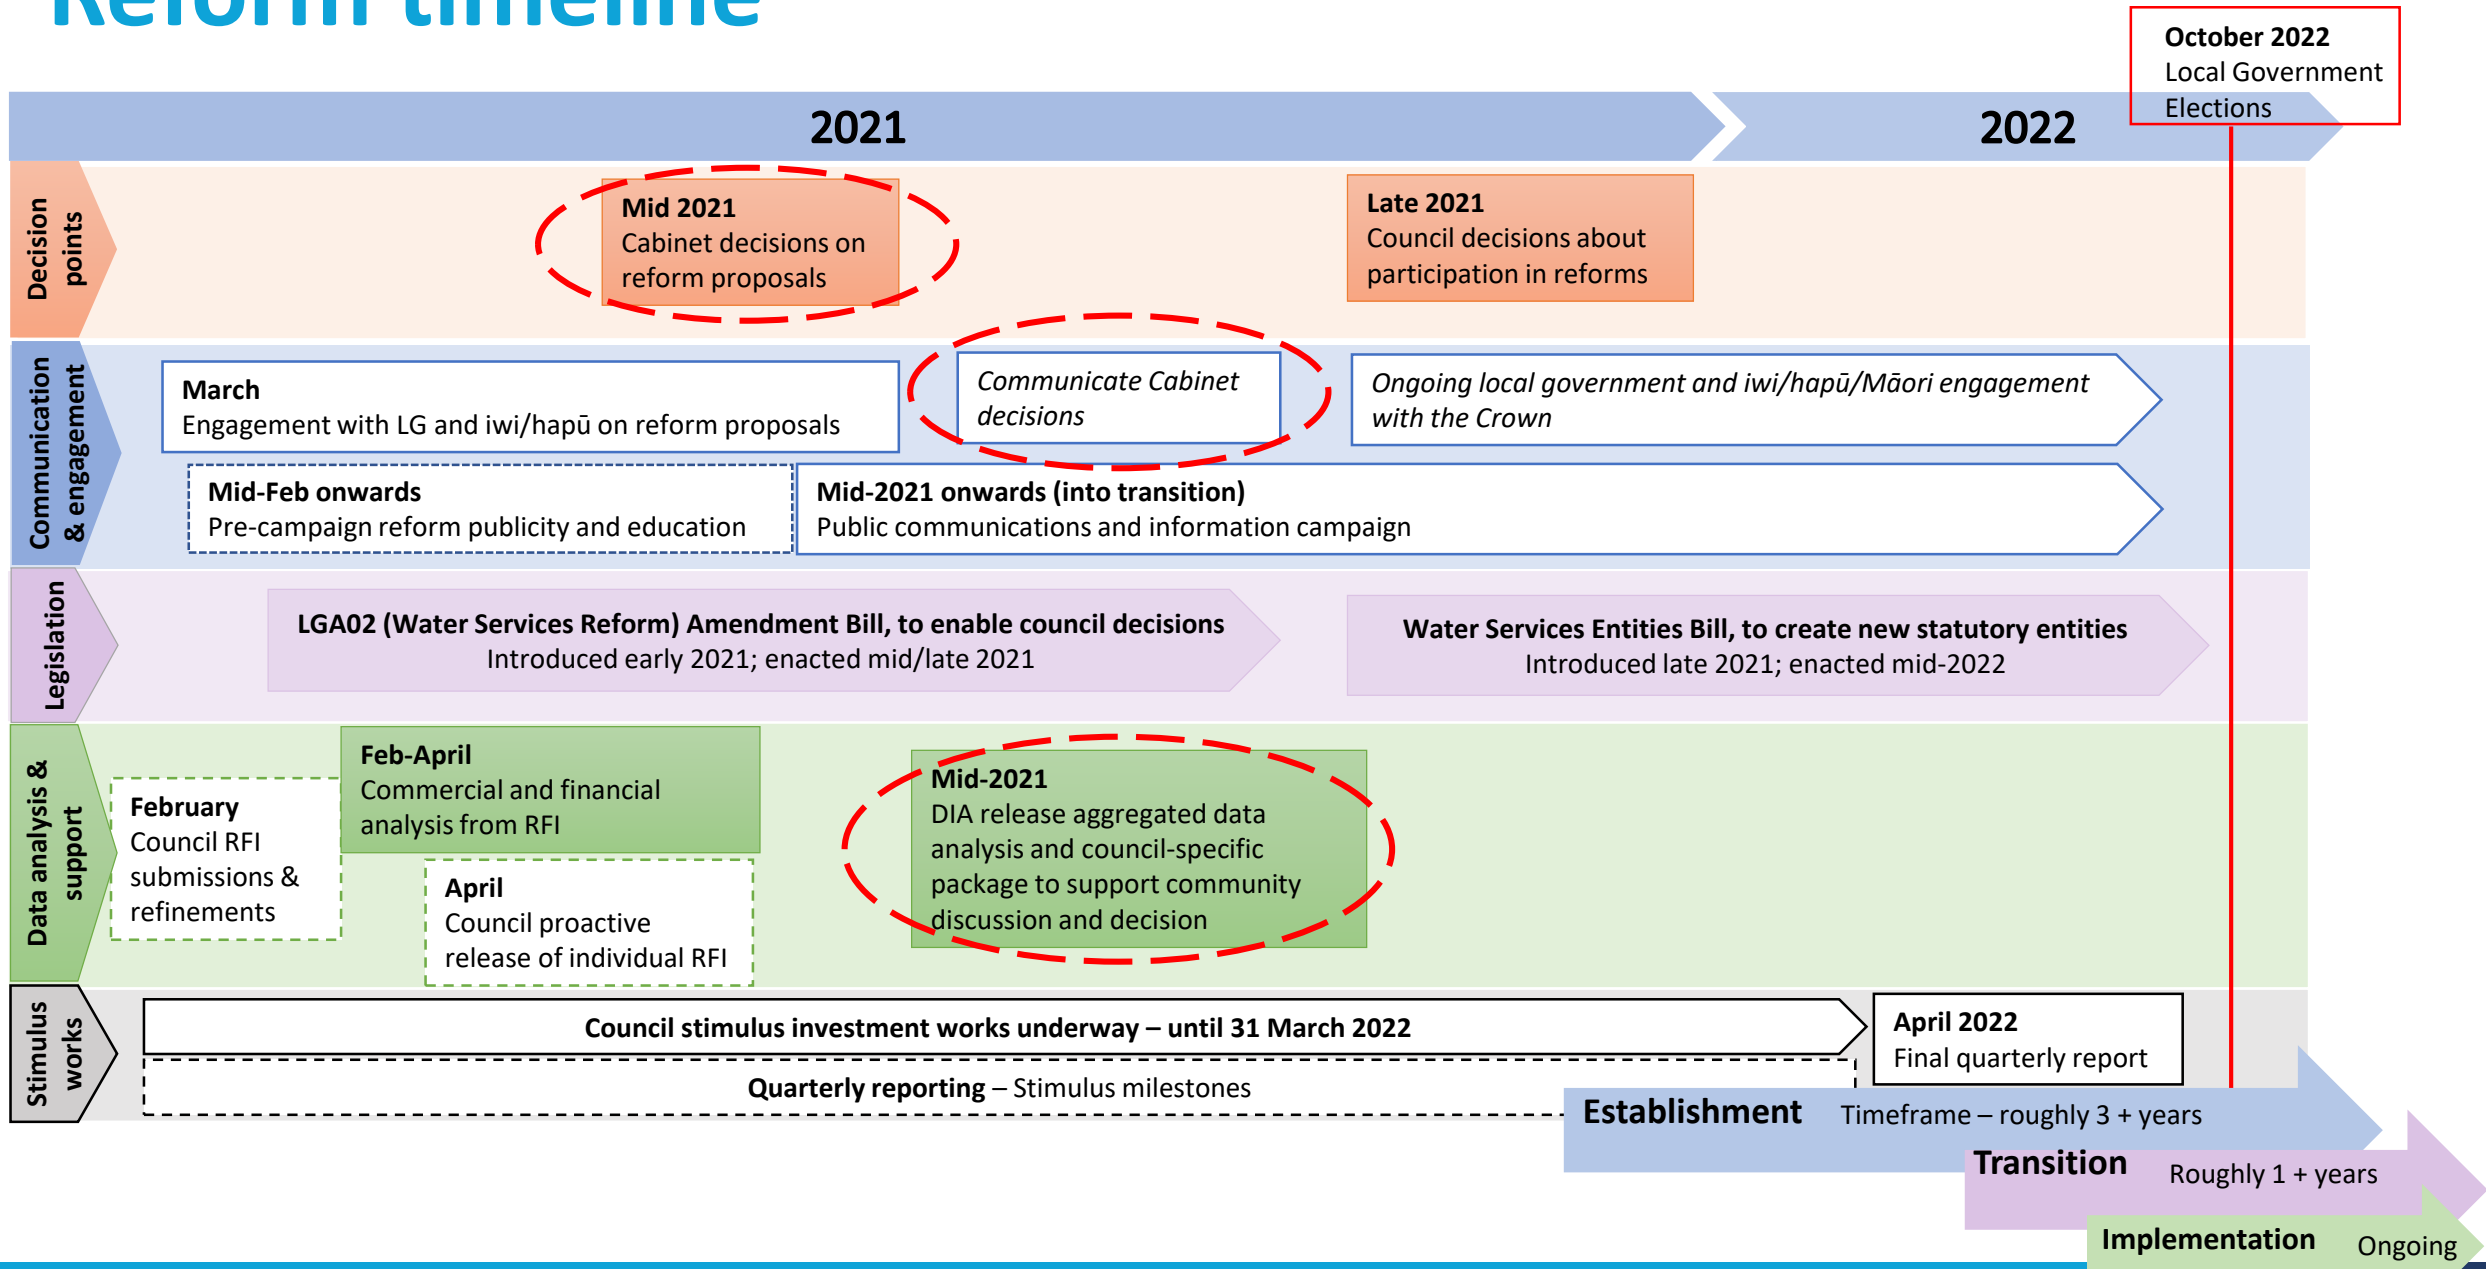 Reform timeline
October 2022
Local Government
Elections
2021
2022
Decision
points
Mid 2021
Cabinet decisions on
reform proposals
Late 2021
Council decisions about
participation in reforms
Communication
& engagement
March
Engagement with LG and iwi/hapū on reform proposals
Communicate Cabinet
decisions
Ongoing local government and iwi/hapū/Māori engagement
with the Crown
Mid-Feb onwards
Pre-campaign reform publicity and education
Mid-2021 onwards (into transition)
Public communications and information campaign
Legislation
LGA02 (Water Services Reform) Amendment Bill, to enable council decisions
Introduced early 2021; enacted mid/late 2021
Water Services Entities Bill, to create new statutory entities
Introduced late 2021; enacted mid-2022
Data analysis &
support
February
Council RFI
submissions &
refinements
Feb-April
Commercial and financial
analysis from RFI
April
Council proactive
release of individual RFI
Mid-2021
DIA release aggregated data
analysis and council-specific
package to support community
discussion and decision
Stimulus
works
Council stimulus investment works underway – until 31 March 2022
Quarterly reporting – Stimulus milestones
April 2022
Final quarterly report
Establishment Timeframe – roughly 3 + years
Transition Roughly 1 + years
Implementation Ongoing